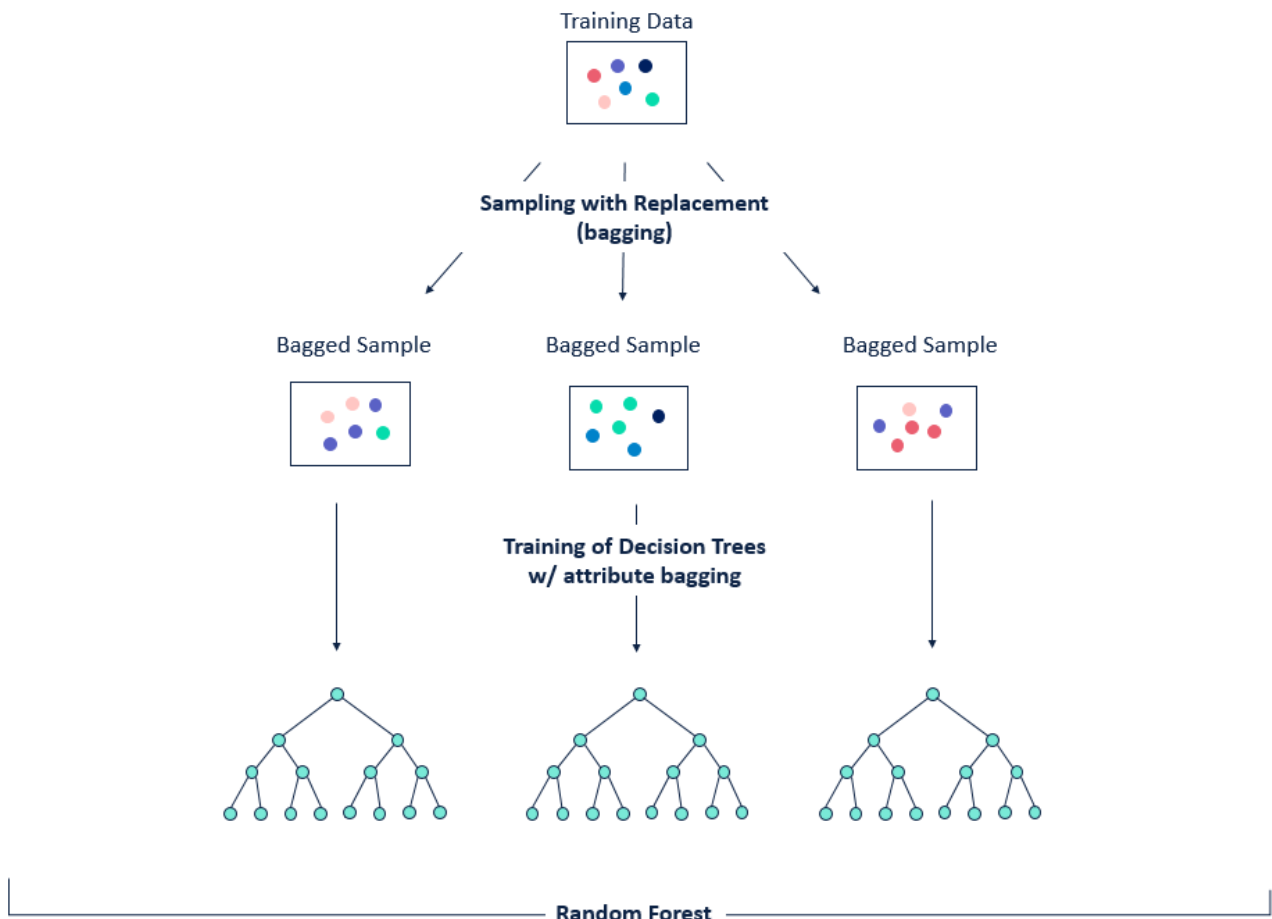 Training Data
Sampling with Replacement
(bagging)
Bagged Sample
Bagged Sample
Bagged Sample
Training of Decision Trees
w/ attribute bagging
Random Forest